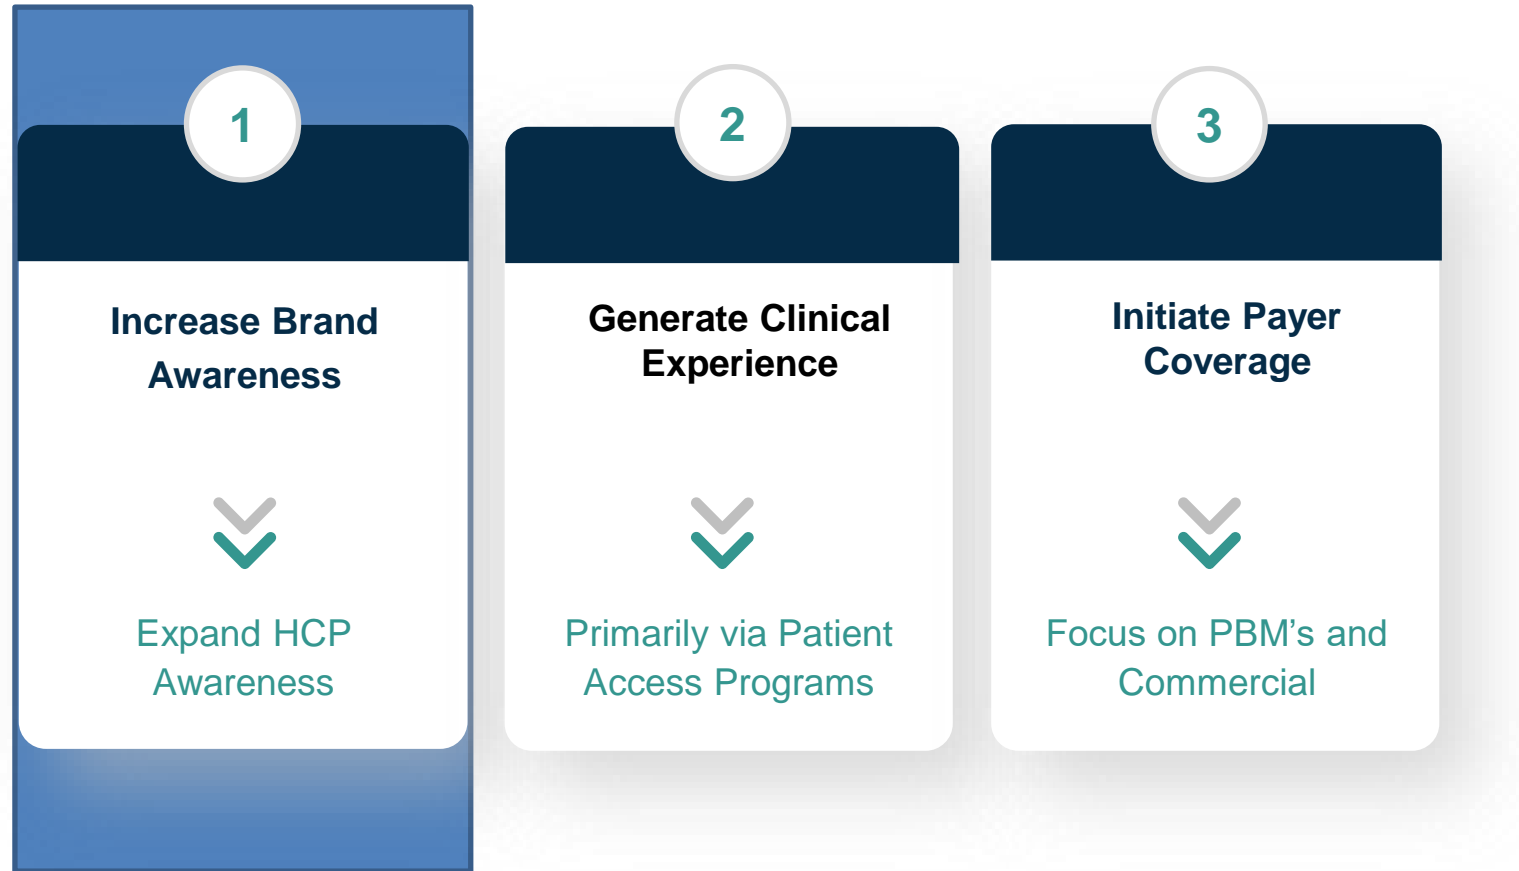 1
Increase Brand
Awareness
Expand HCP
Awareness
2
Generate Clinical
Experience
Primarily via Patient
Access Programs
3
Initiate Payer
Coverage
Focus on PBM’s and
Commercial